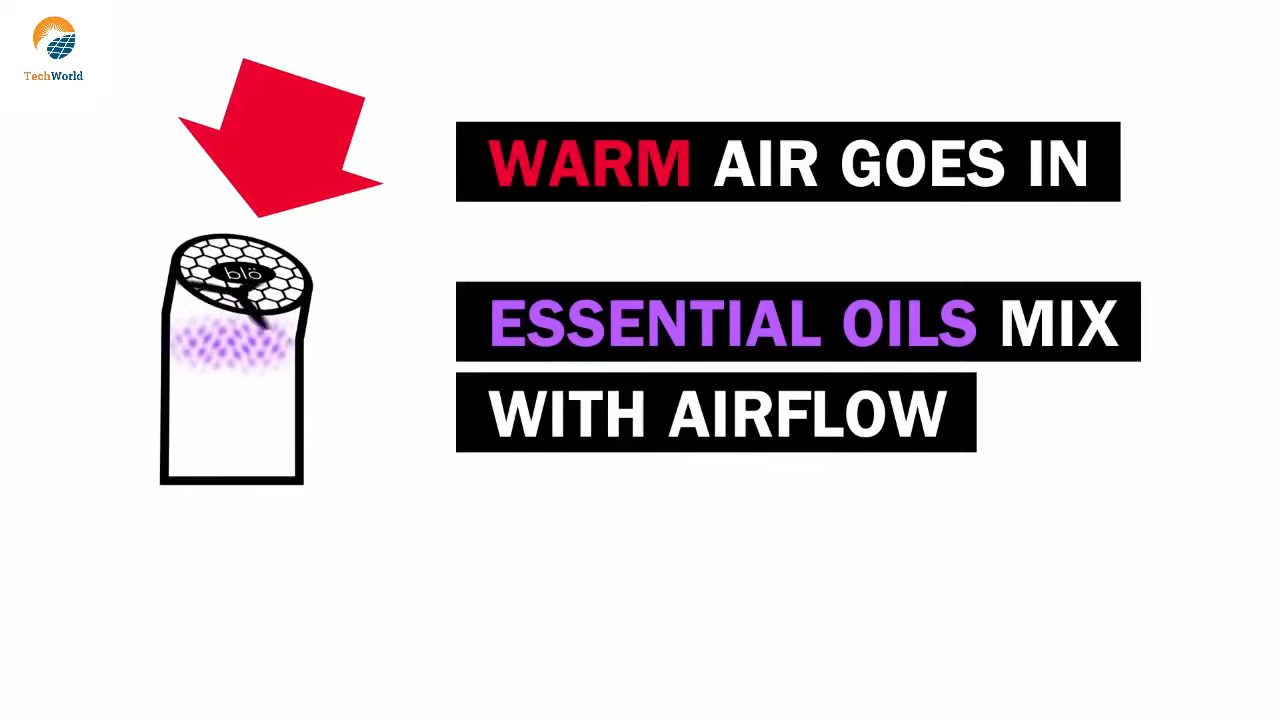 TechWorld
WARM AIR GOES IN
blö
ESSENTIAL OILS MIX
WITH AIRFLOW